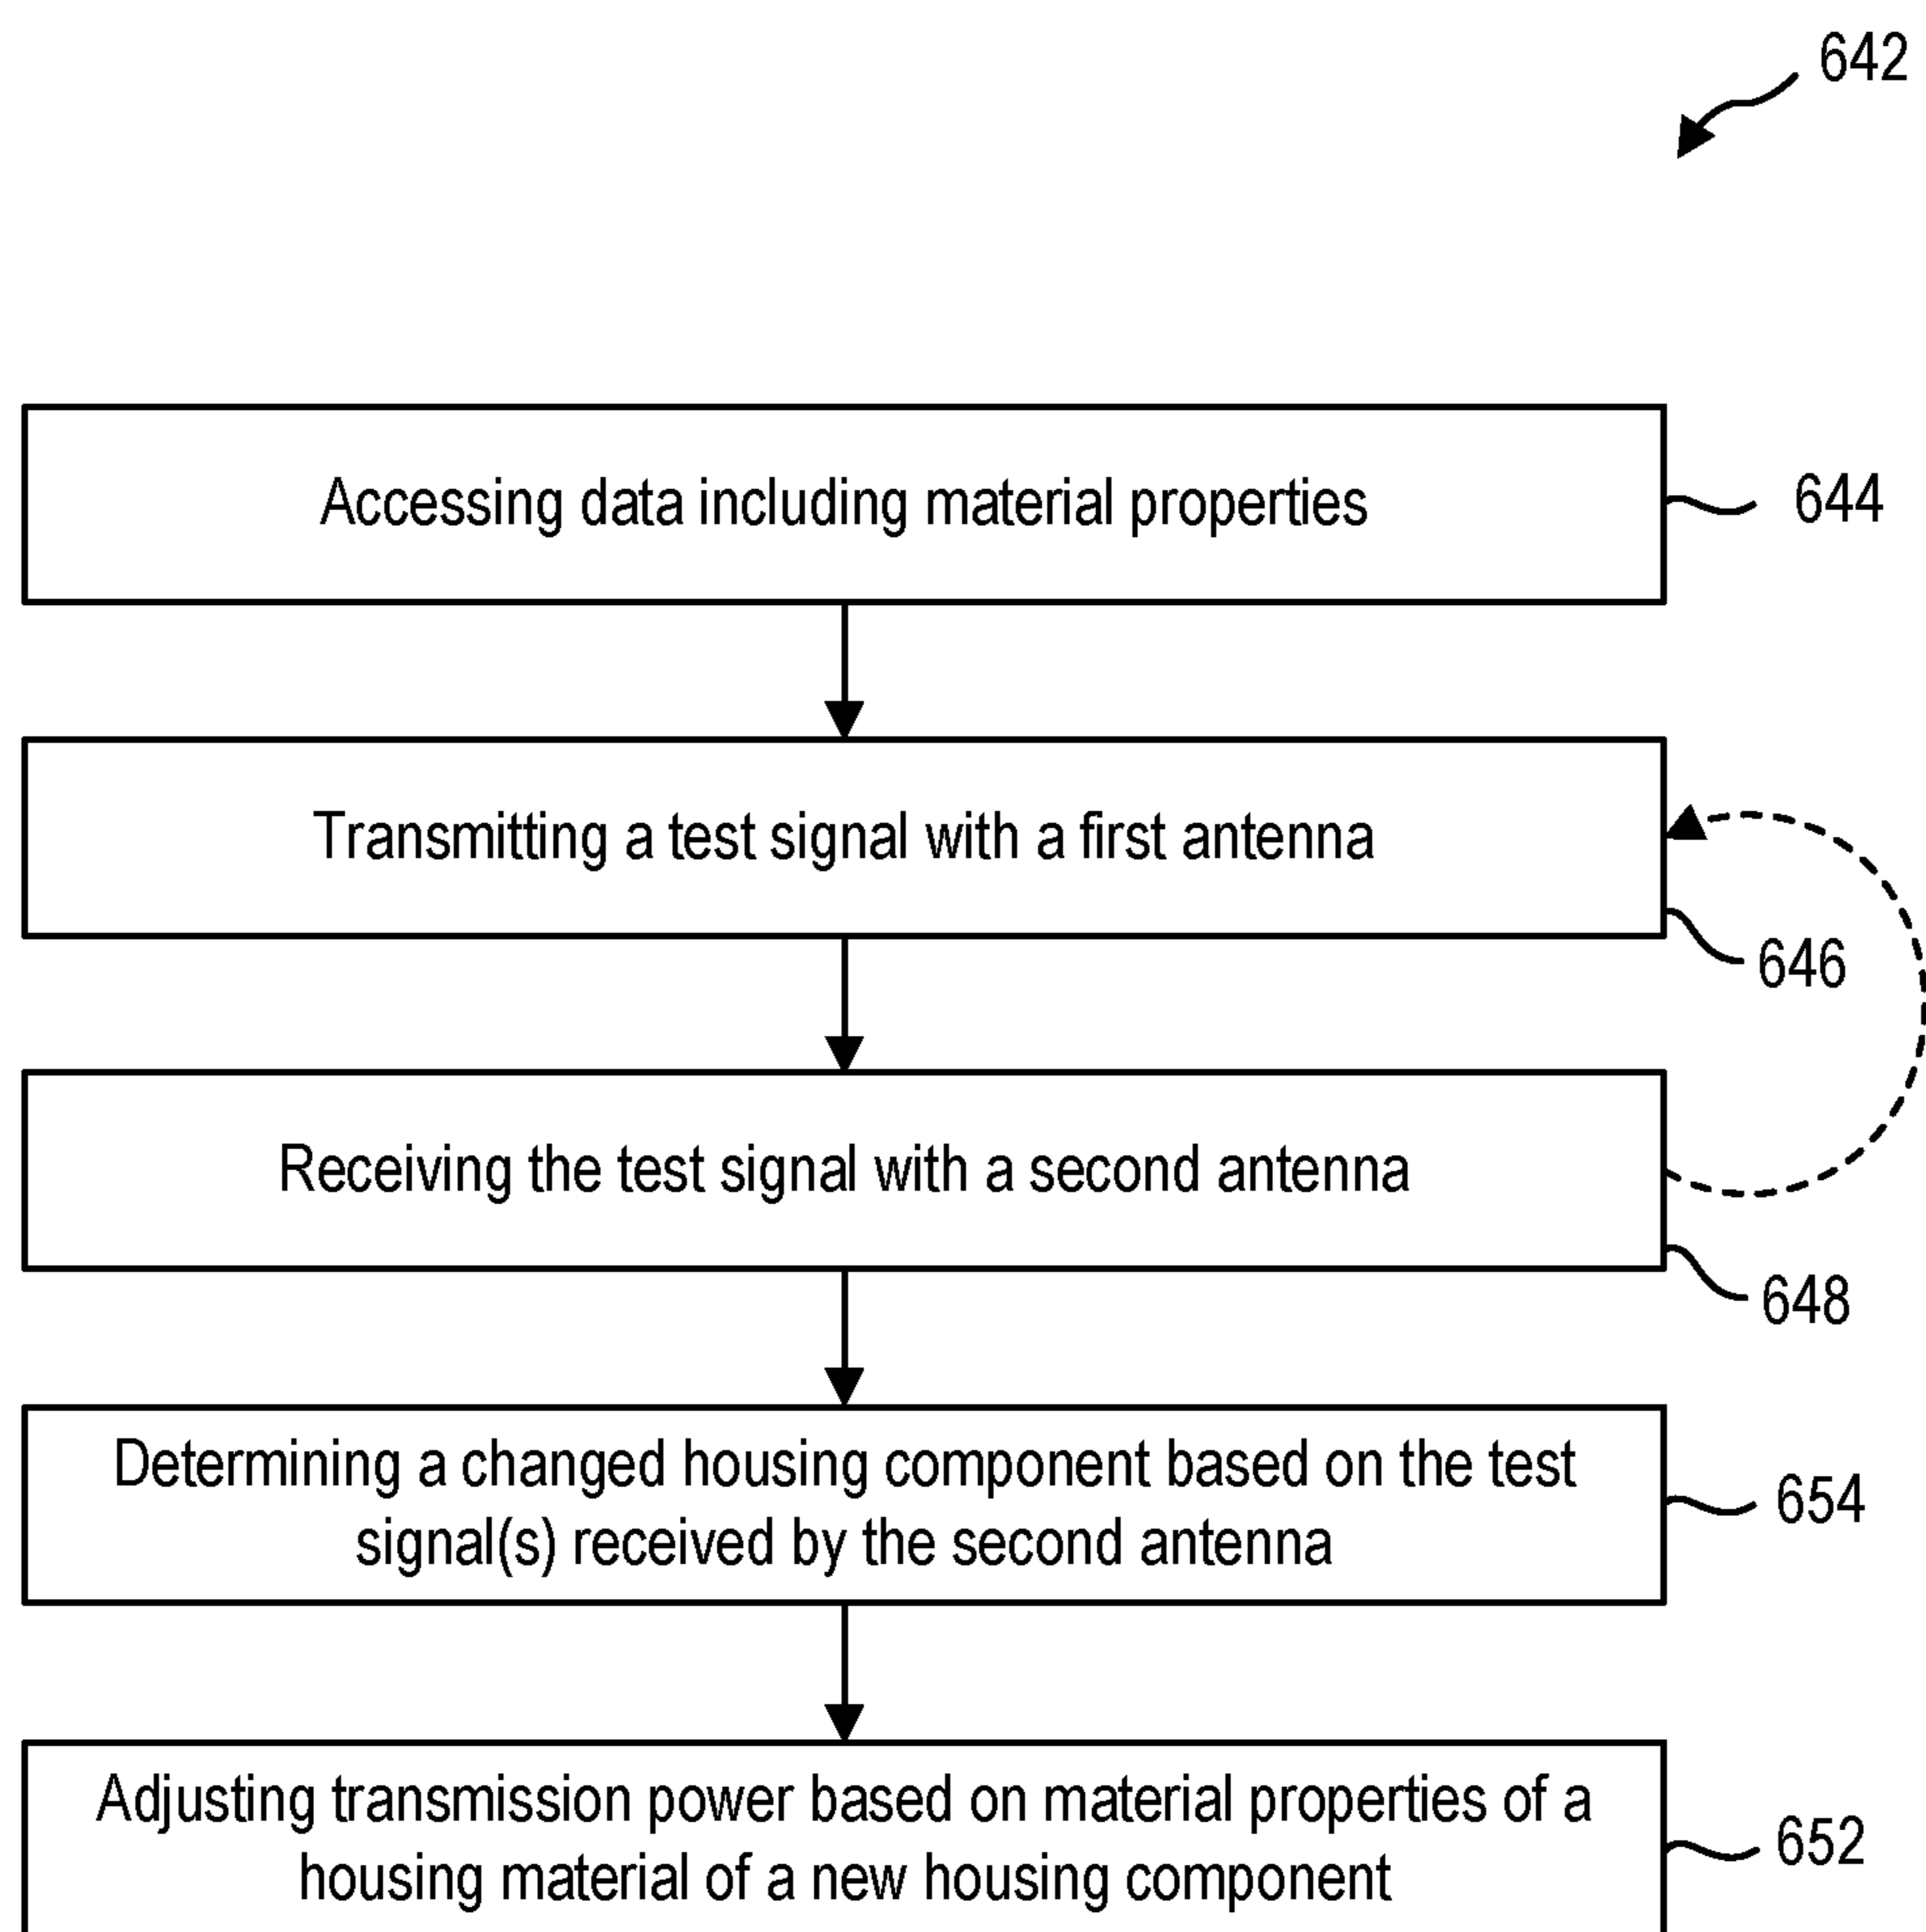 642
Accessing data including material properties
644
Transmitting a test signal with a first antenna
646
Receiving the test signal with a second antenna
648
Determining a changed housing component based on the test
signal(s) received by the second antenna
654
Adjusting transmission power based on material properties of a
housing material of a new housing component
652